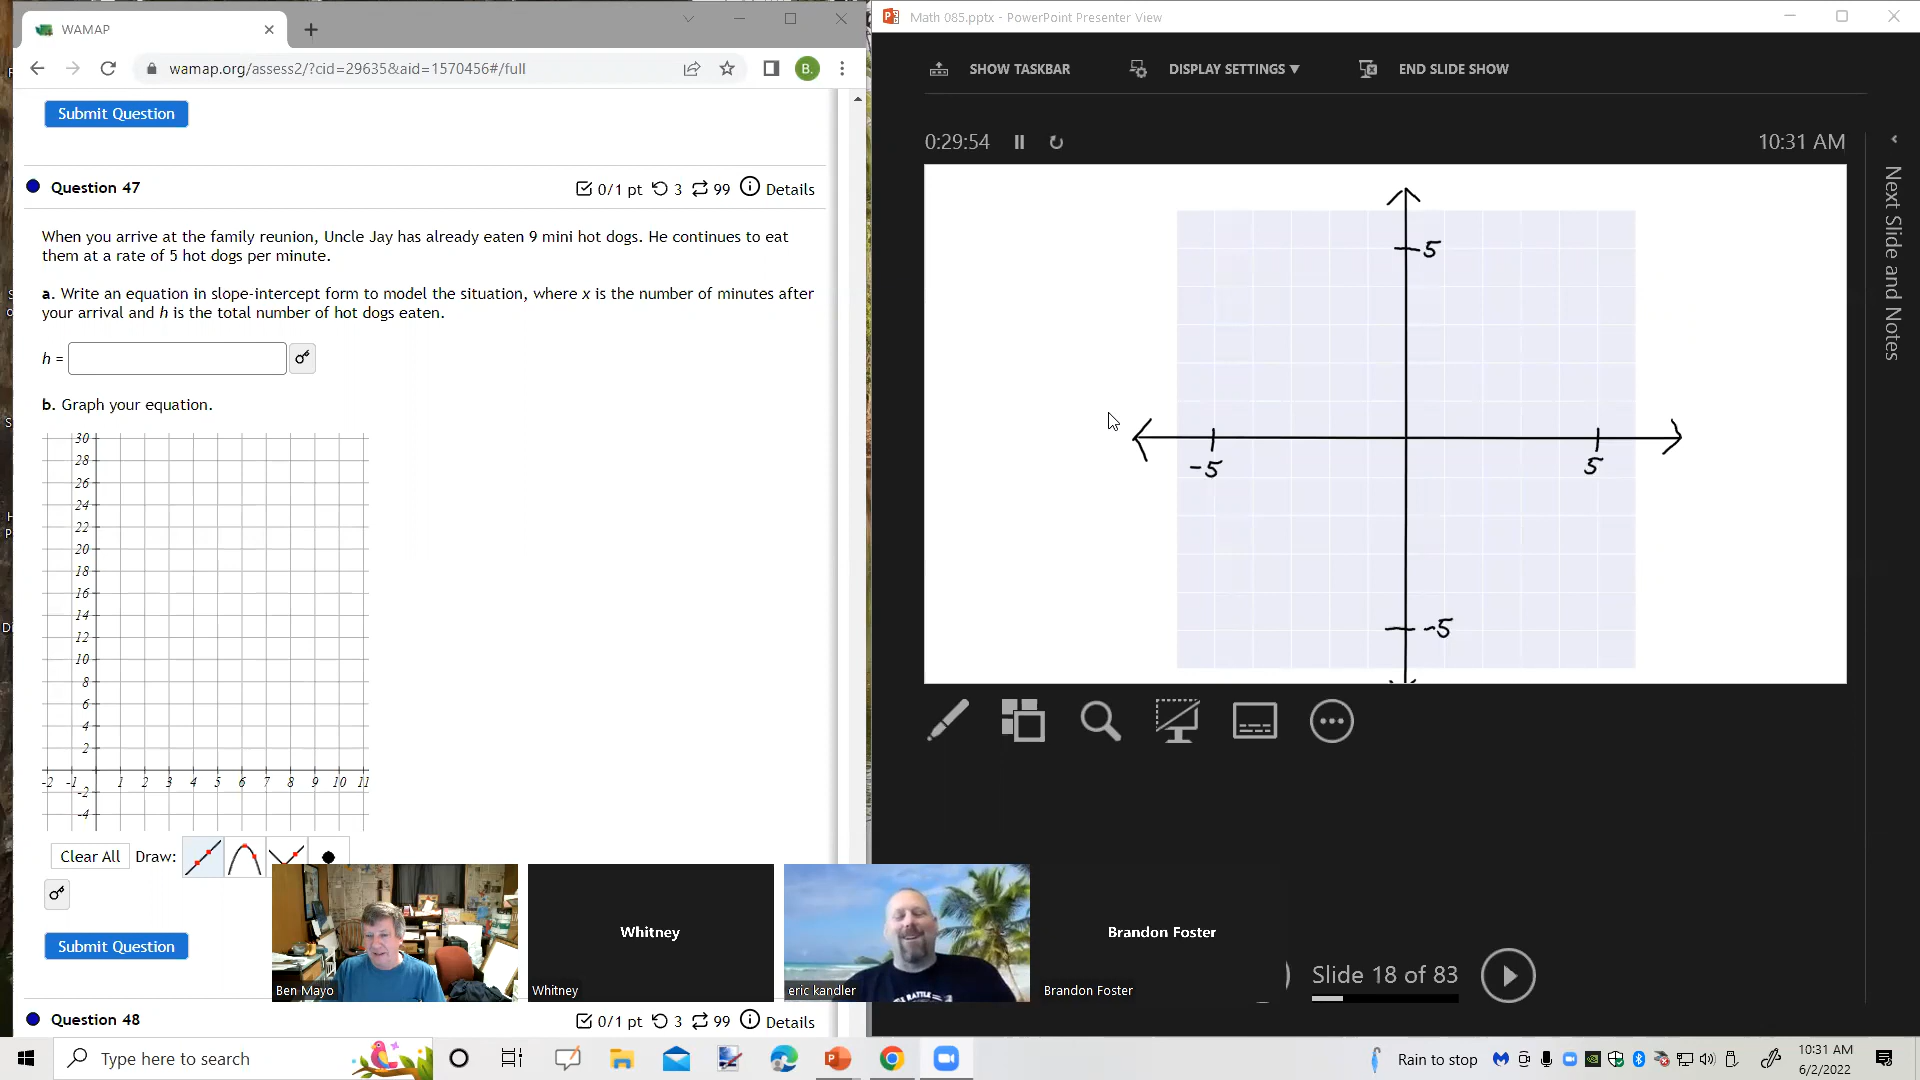 WAMAP
wamap.org/assess2/?cid=29635&aid=1570456#/full
B.
Submit Question
Question 47
0/1 pt 3 99 Details
When you arrive at the family reunion, Uncle Jay has already eaten 9 mini hot dogs. He continues to eat
them at a rate of 5 hot dogs per minute.
a. Write an equation in slope-intercept form to model the situation, where x is the number of minutes after
your arrival and h is the total number of hot dogs eaten.
h =
b. Graph your equation.
30
28
26
24
22
20
18
16
14
12
10
8
6
4
2
-2 -1 1 2 3 4 5 6 7 8 9 10 11
-2
-4
Clear All Draw:
Submit Question
Question 48
0/1 pt 3 99 Details
Math 085.pptx - PowerPoint Presenter View
SHOW TASKBAR DISPLAY SETTINGS ▼ END SLIDE SHOW
0:29:54 10:31 AM
5
-5 5
-5
Next Slide and Notes
Slide 18 of 83
Ben Mayo
Whitney
Whitney
eric kandler
Brandon Foster
Brandon Foster
Type here to search
Rain to stop
10:31 AM
6/2/2022